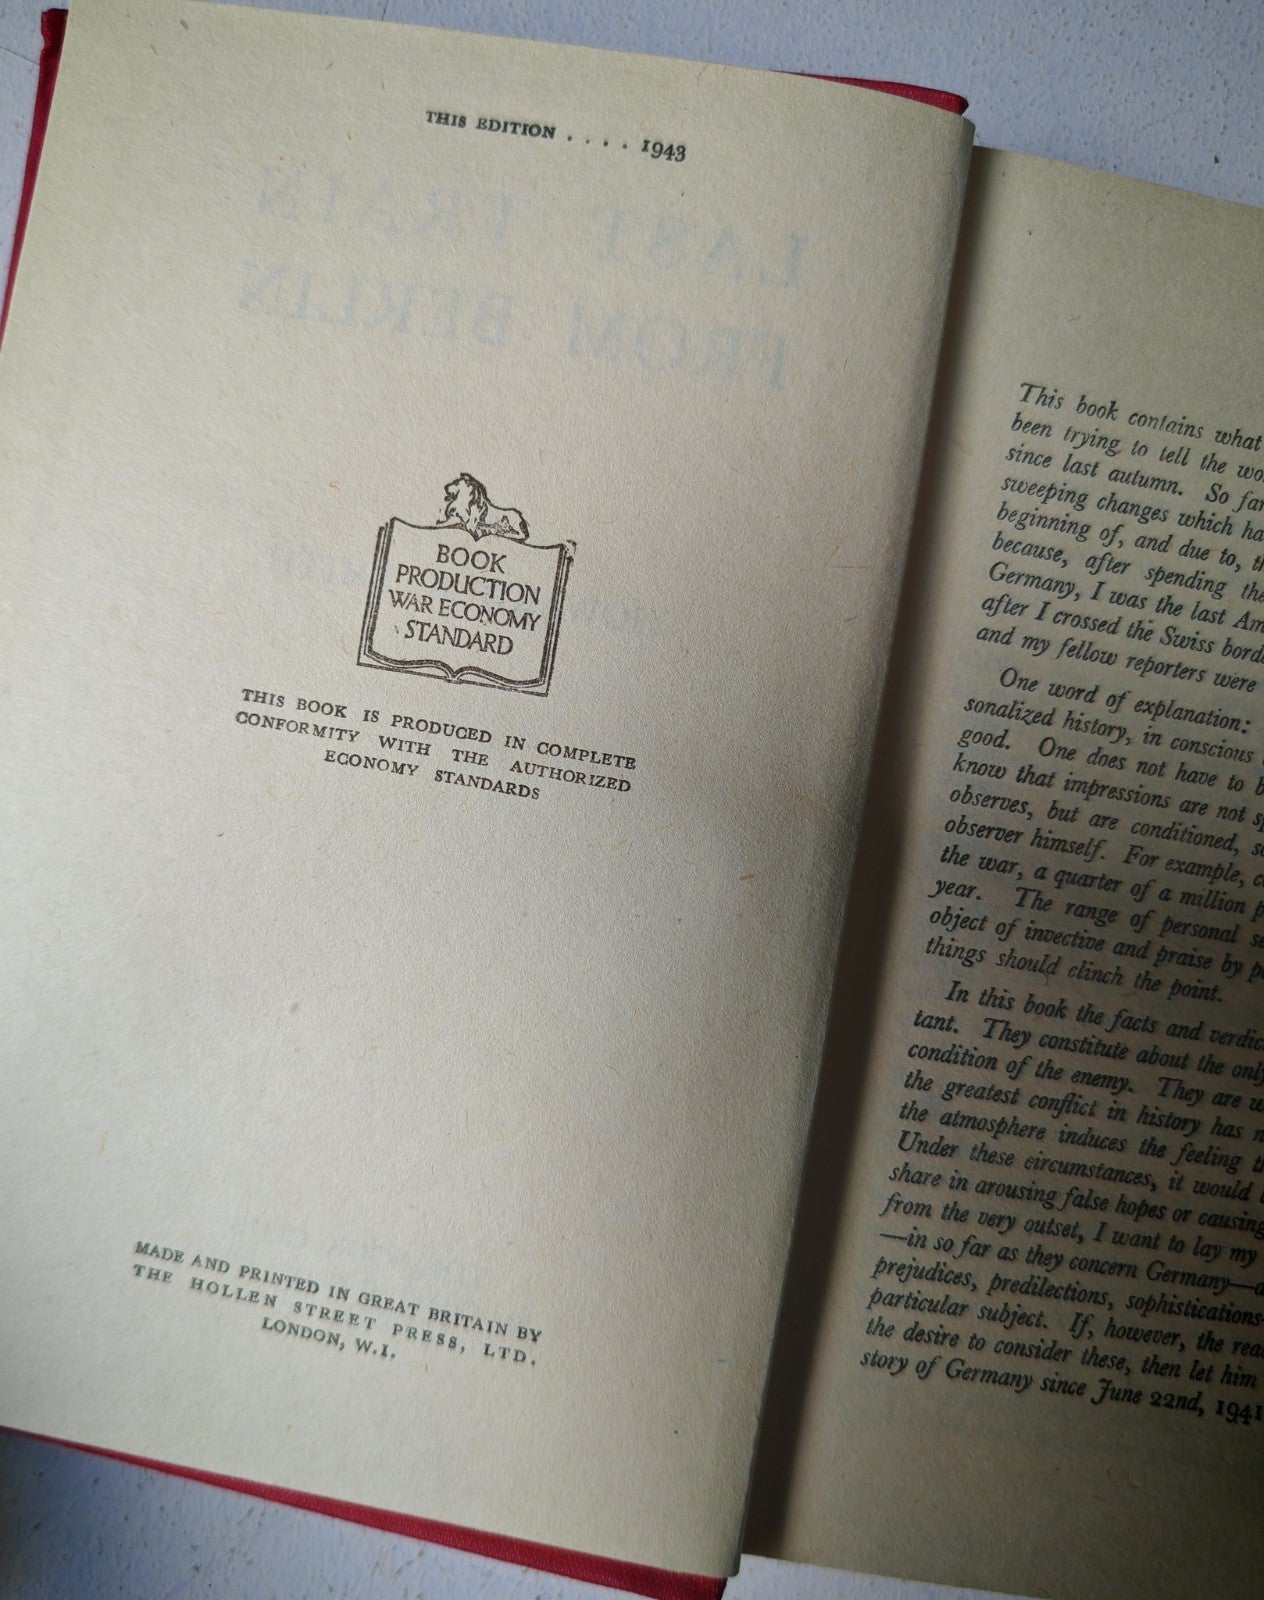 THIS EDITION . . . . 1943
LAST TRAIN
FROM BERLIN
BOOK
PRODUCTION
WAR ECONOMY
STANDARD
THIS BOOK IS PRODUCED IN COMPLETE
CONFORMITY WITH THE AUTHORIZED
ECONOMY STANDARDS
MADE AND PRINTED IN GREAT BRITAIN BY
THE HOLLEN STREET PRESS, LTD.
LONDON, W.1.
This book contains what
been trying to tell the
since last autumn. So far
sweeping changes which
beginning of, and due to,
because, after spending
Germany, I was the last
after I crossed the Swiss
and my fellow reporters were
One word of explanation:
sonalized history, in conscious
good. One does not have to
know that impressions are not
observes, but are conditioned,
observer himself. For example,
the war, a quarter of a million
year. The range of personal
object of invective and praise by
things should clinch the point.
In this book the facts and
tant. They constitute about the only
condition of the enemy. They are
the greatest conflict in history has
the atmosphere induces the feeling
Under these circumstances, it would
share in arousing false hopes or causing
from the very outset, I want to lay my
—in so far as they concern Germany—
prejudices, predilections, sophistications
particular subject. If, however, the
the desire to consider these, then let him
story of Germany since June 22nd, 1941